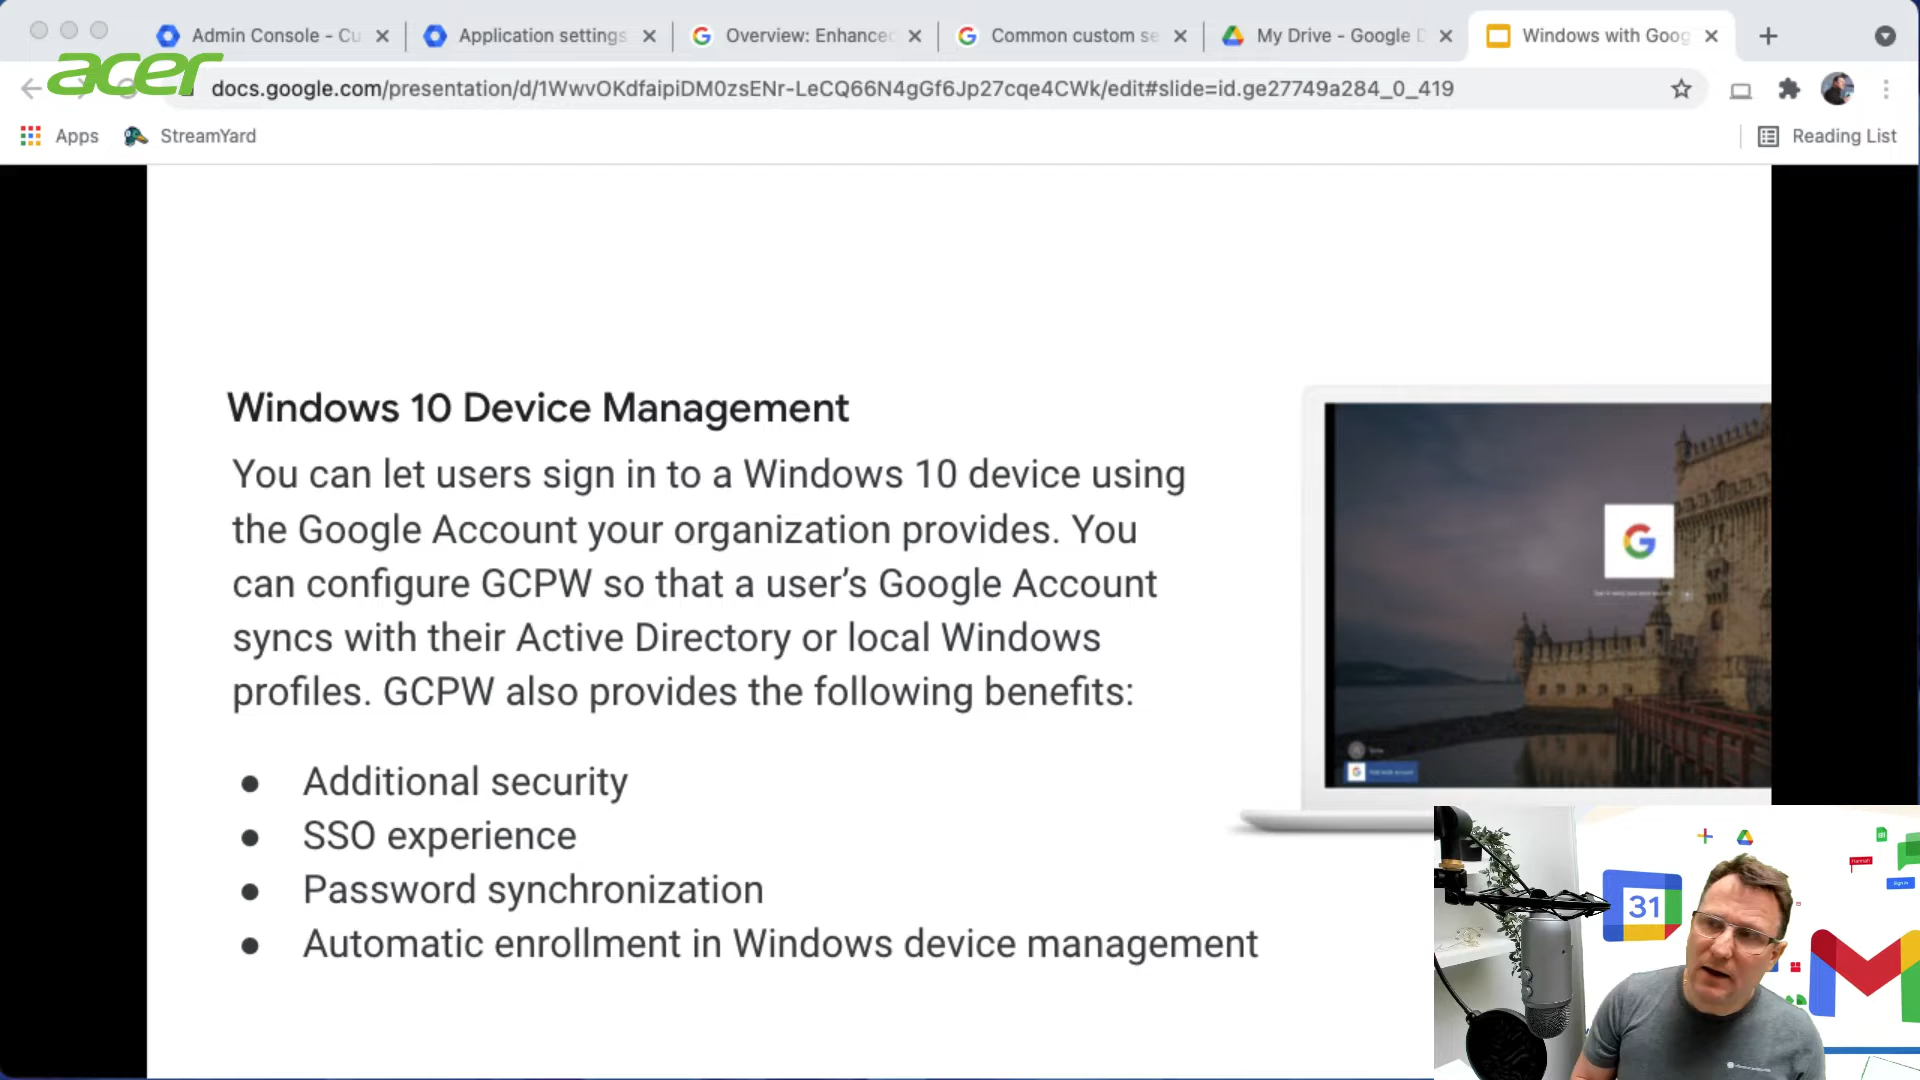 Admin Console - Cu
Application settings
Overview: Enhanced
Common custom se
My Drive - Google D
Windows with Goog
acer
docs.google.com/presentation/d/1WwvOKdfaipiDM0zsENr-LeCQ66N4gGf6Jp27cqe4CWk/edit#slide=id.ge27749a284_0_419
Apps
StreamYard
Reading List
Windows 10 Device Management
You can let users sign in to a Windows 10 device using
the Google Account your organization provides. You
can configure GCPW so that a user’s Google Account
syncs with their Active Directory or local Windows
profiles. GCPW also provides the following benefits:
● Additional security
● SSO experience
● Password synchronization
● Automatic enrollment in Windows device management
G
31
Hannah
Sign in